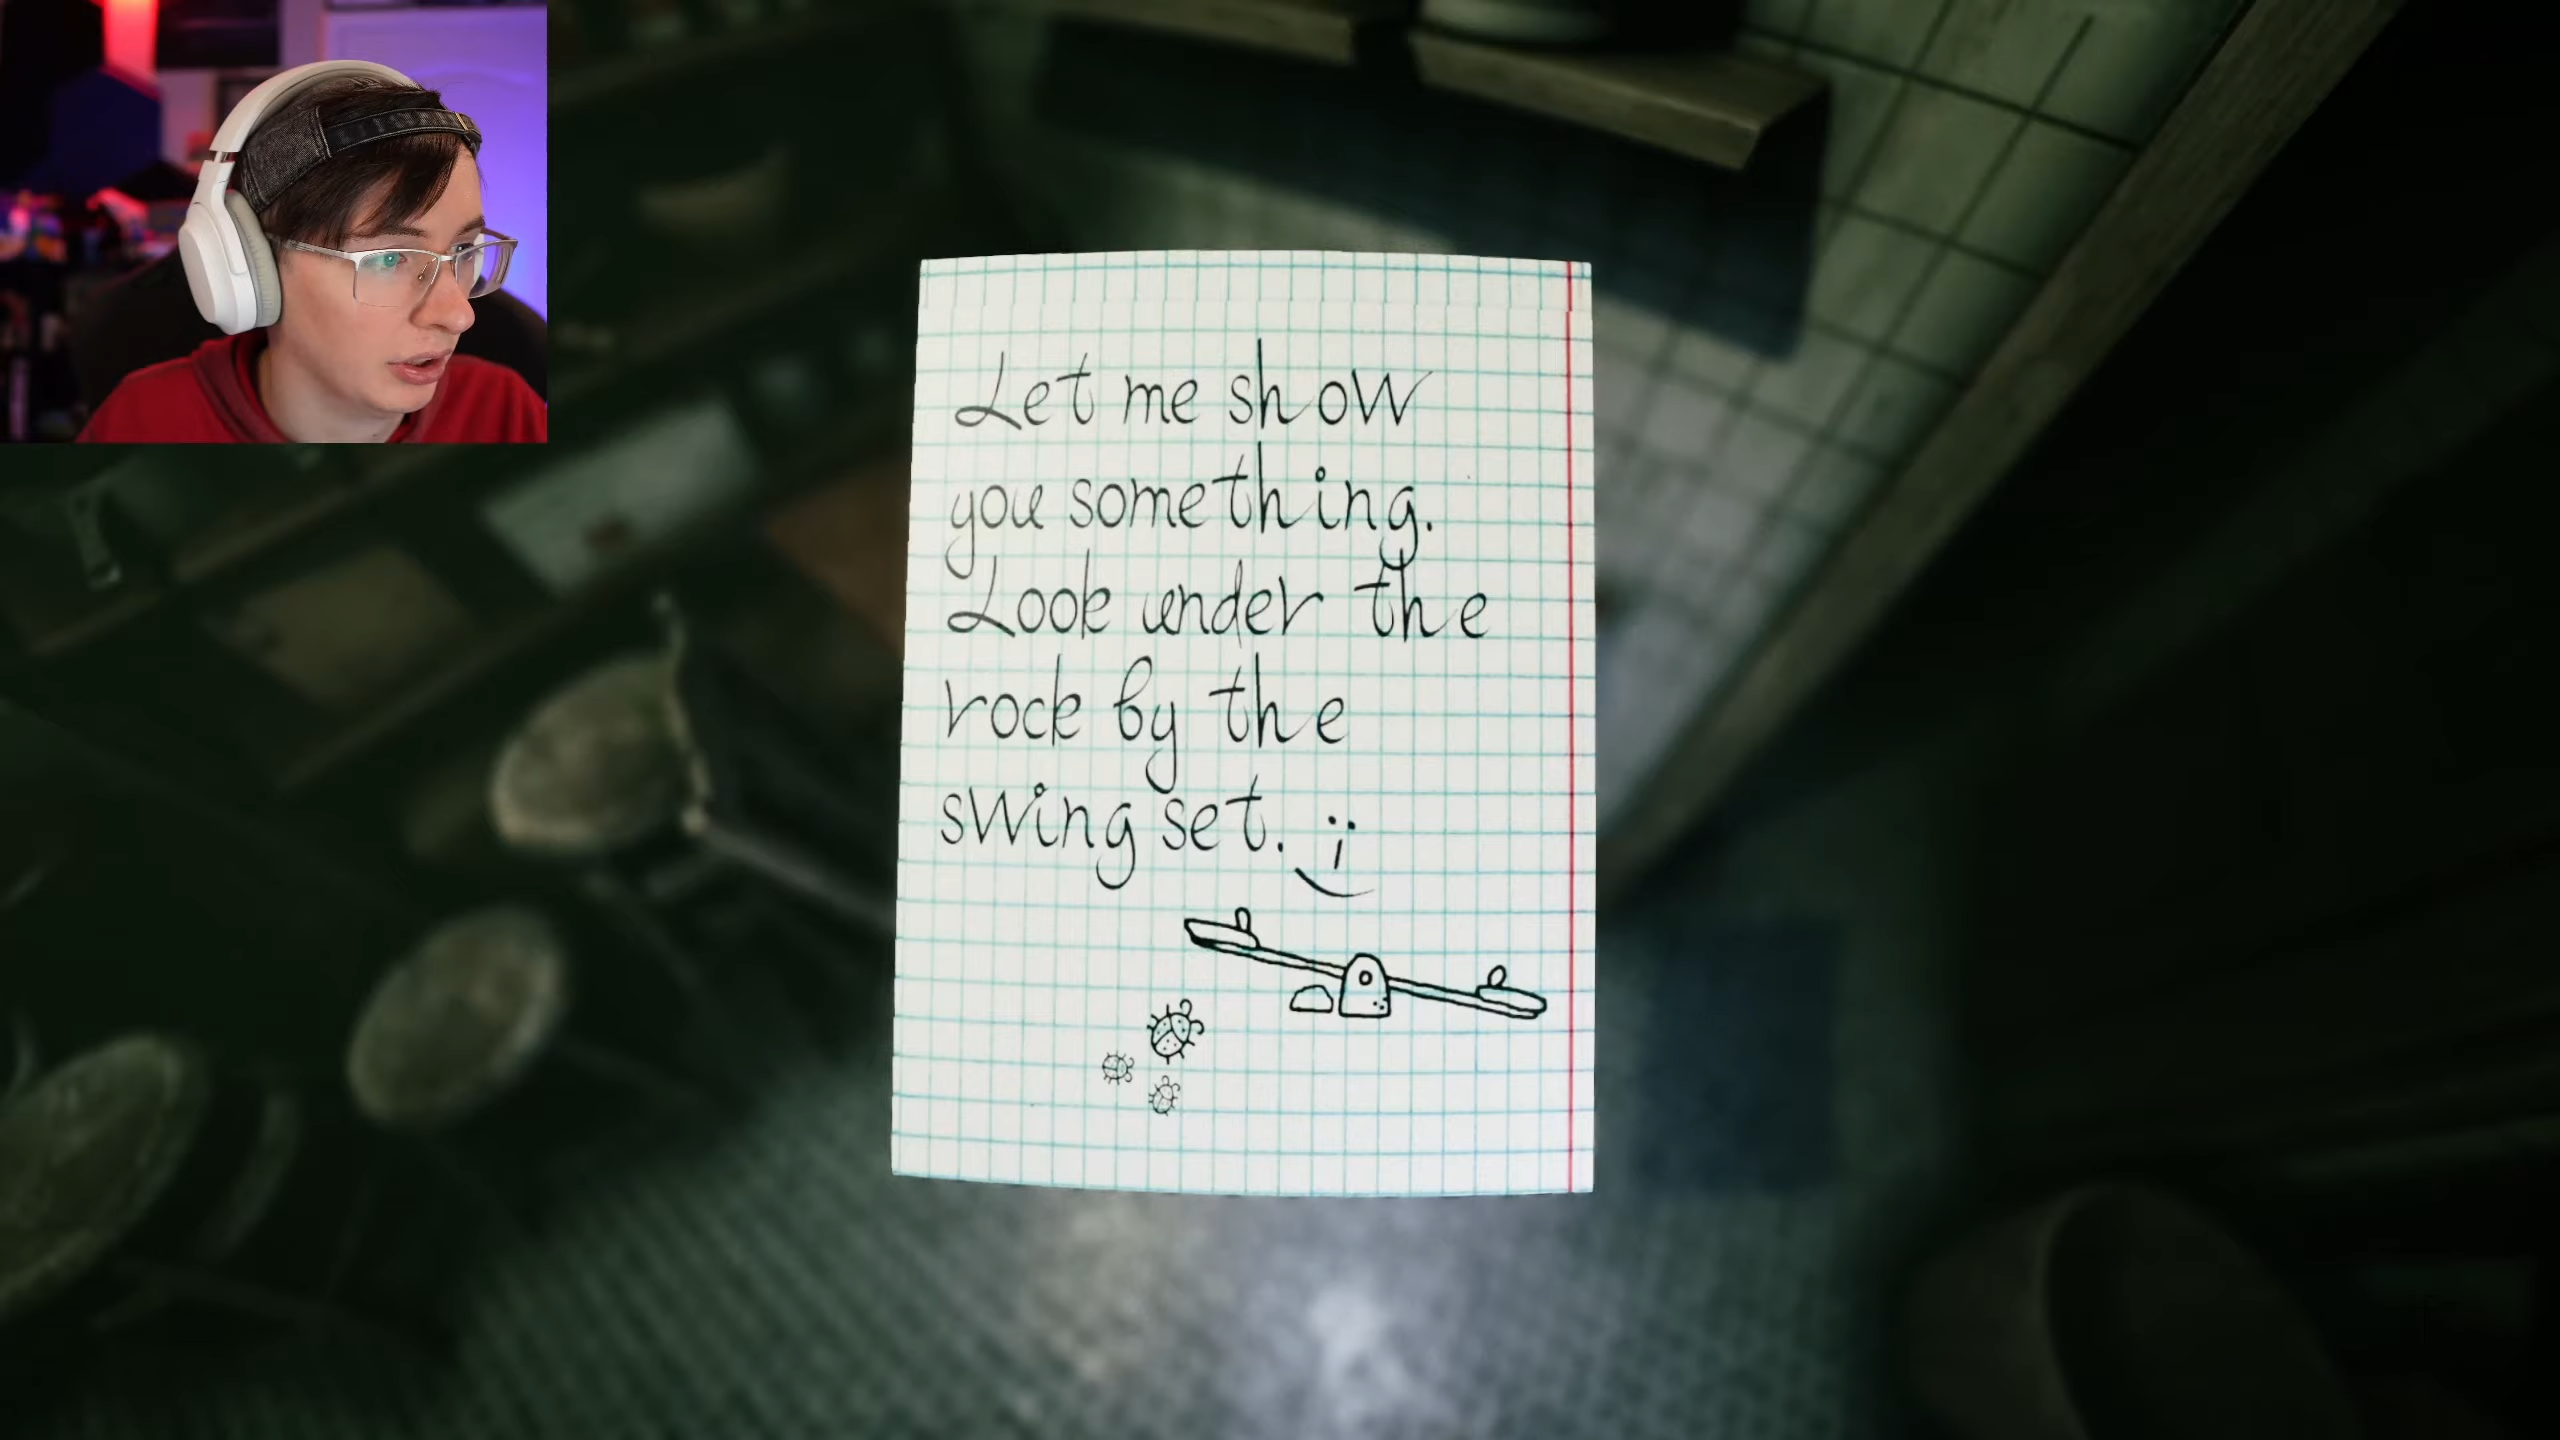 Let me show
you something.
Look under the
rock by the
swing set.